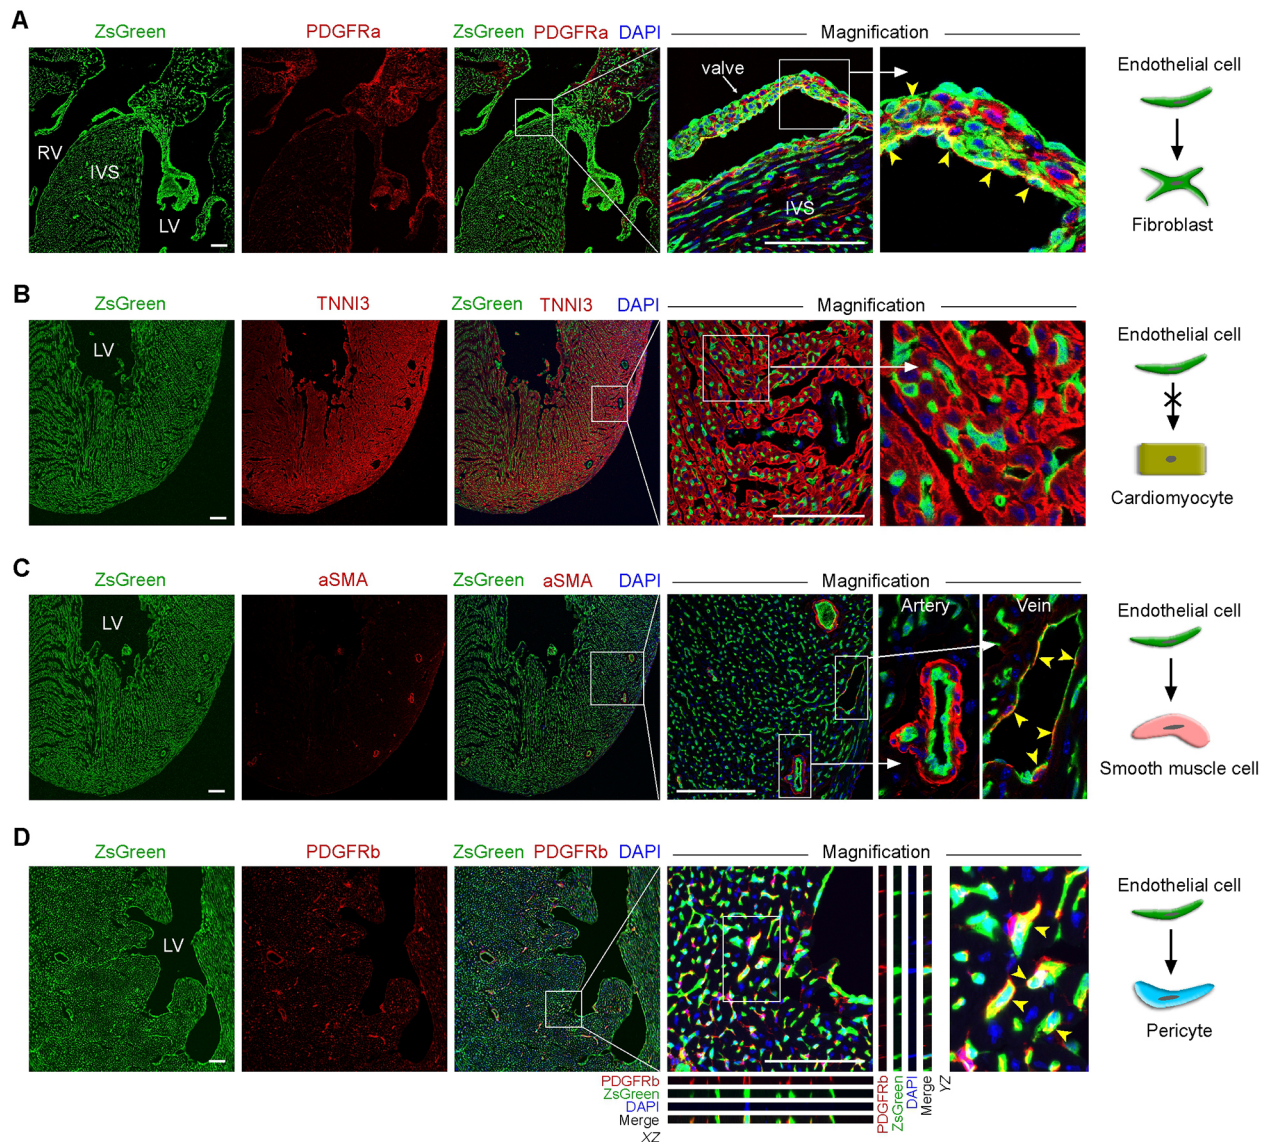 A
ZsGreen PDGFRa ZsGreen PDGFRa DAPI Magnification
Endothelial cell
valve
RV
IVS
LV
IVS
Fibroblast
B
ZsGreen TNNI3 ZsGreen TNNI3 DAPI Magnification
Endothelial cell
LV
Cardiomyocyte
C
ZsGreen aSMA ZsGreen aSMA DAPI Magnification
Artery Vein
Endothelial cell
LV
Smooth muscle cell
D
ZsGreen PDGFRb ZsGreen PDGFRb DAPI Magnification
Endothelial cell
LV
Pericyte
PDGFRb
ZsGreen
DAPI
Merge
XZ
PDGFRb
ZsGreen
DAPI
Merge
YZ